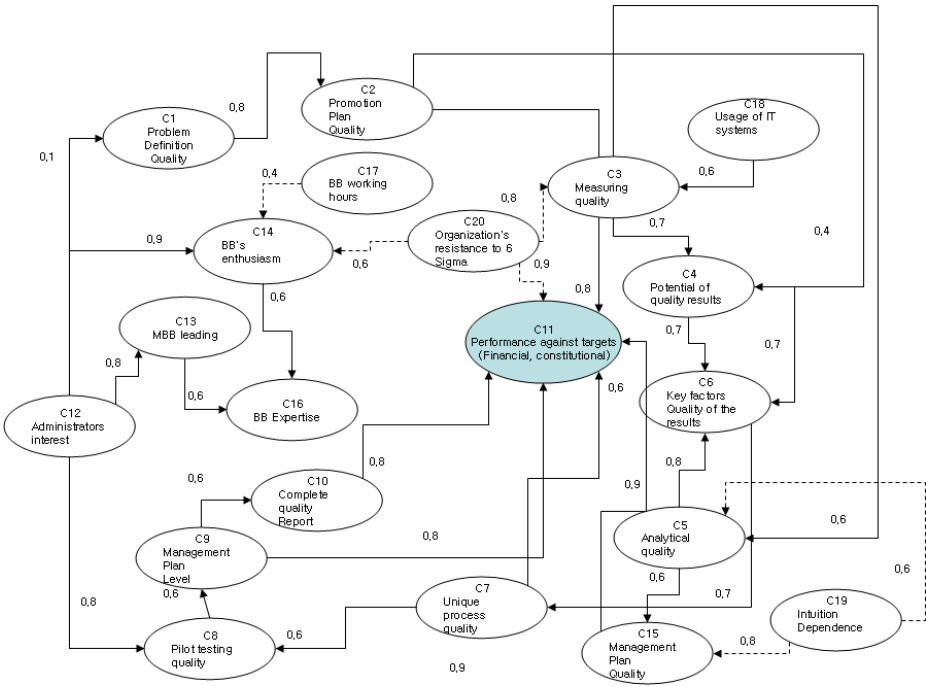 C1
Problem
Definition
Quality
0,8
C2
Promotion
Plan
Quality
C18
Usage of IT
systems
0,1
C17
BB working
hours
0,4
C3
Measuring
quality
0,6
0,8
C14
BB's
enthusiasm
0,9
C20
Organization's
resistance to 6
Sigma
0,6
0,9
0,7
0,4
C4
Potential of
quality results
0,6
0,8
C13
MBB leading
C11
Performance against targets
(Financial, constitutional)
0,7
0,7
0,8
0,6
C16
BB Expertise
0,6
C6
Key factors
Quality of the
results
C12
Administrators
interest
0,8
0,8
0,6
C10
Complete
quality
Report
0,9
C9
Management
Plan
Level
0,8
C5
Analytical
quality
0,6
0,6
0,6
0,6
C7
Unique
process
quality
0,7
C19
Intuition
Dependence
0,8
C8
Pilot testing
quality
0,6
C15
Management
Plan
Quality
0,8
0,9